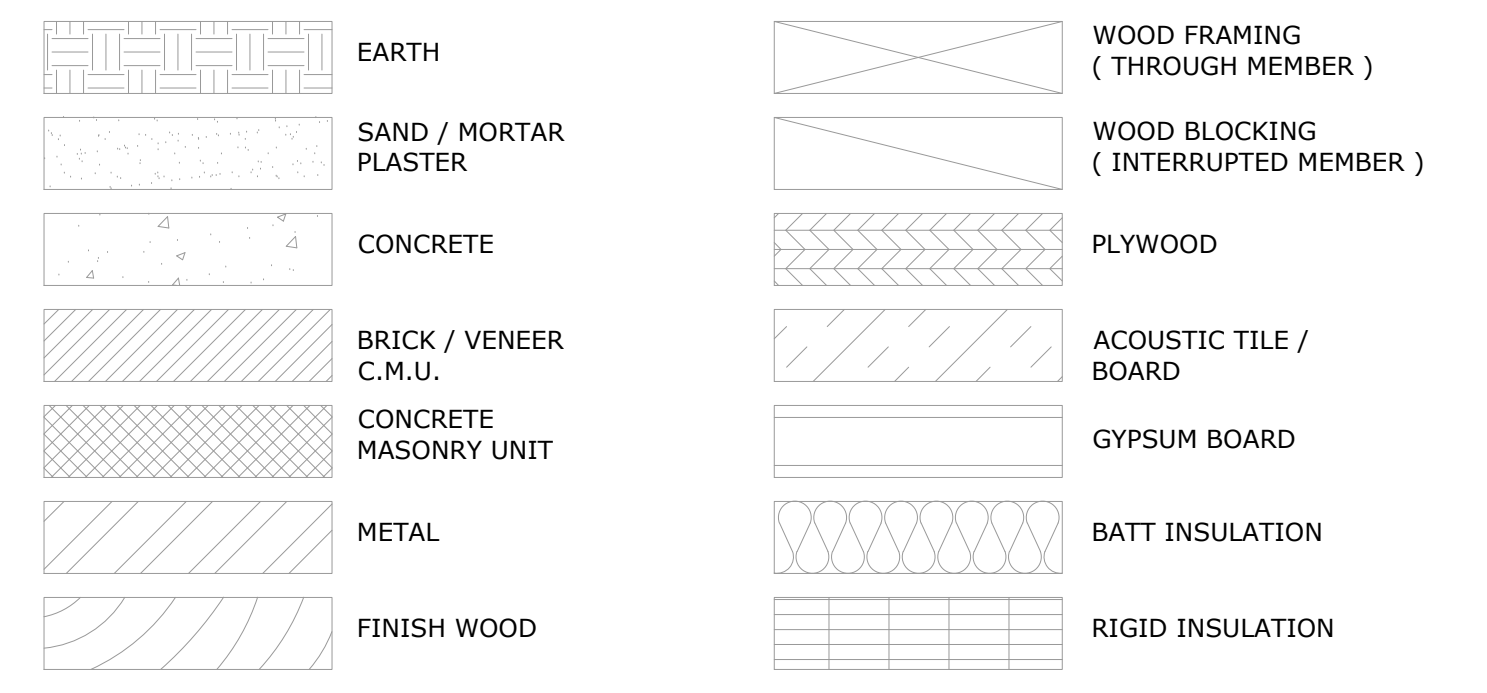 EARTH
SAND / MORTAR
PLASTER
CONCRETE
BRICK / VENEER
C.M.U.
CONCRETE
MASONRY UNIT
METAL
FINISH WOOD
WOOD FRAMING
( THROUGH MEMBER )
WOOD BLOCKING
( INTERRUPTED MEMBER )
PLYWOOD
ACOUSTIC TILE /
BOARD
GYPSUM BOARD
BATT INSULATION
RIGID INSULATION